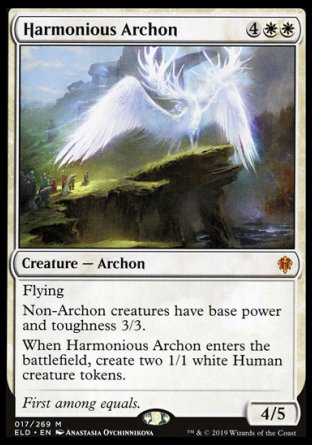 Harmonious Archon 4
Creature — Archon
Flying
Non-Archon creatures have base power
and toughness 3/3.
When Harmonious Archon enters the
battlefield, create two 1/1 white Human
creature tokens.
First among equals.
4/5
017/269 M
ELD • EN Anastasia Ovchinnikova
™ & © 2019 Wizards of the Coast